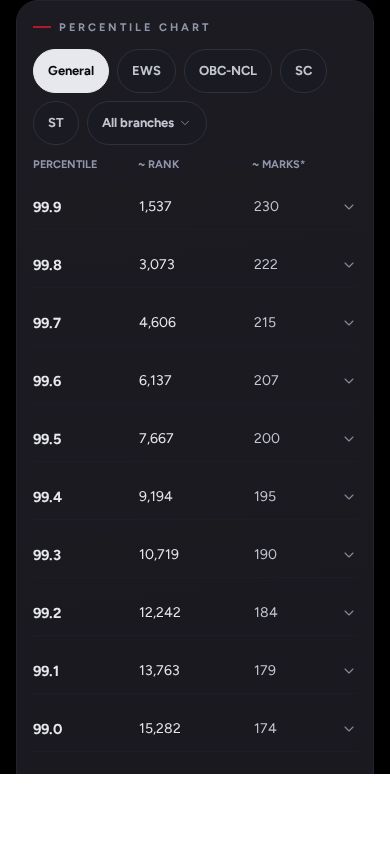 PERCENTILE CHART
General EWS OBC-NCL SC
ST All branches
PERCENTILE ~ RANK ~ MARKS*
99.9 1,537 230
99.8 3,073 222
99.7 4,606 215
99.6 6,137 207
99.5 7,667 200
99.4 9,194 195
99.3 10,719 190
99.2 12,242 184
99.1 13,763 179
99.0 15,282 174